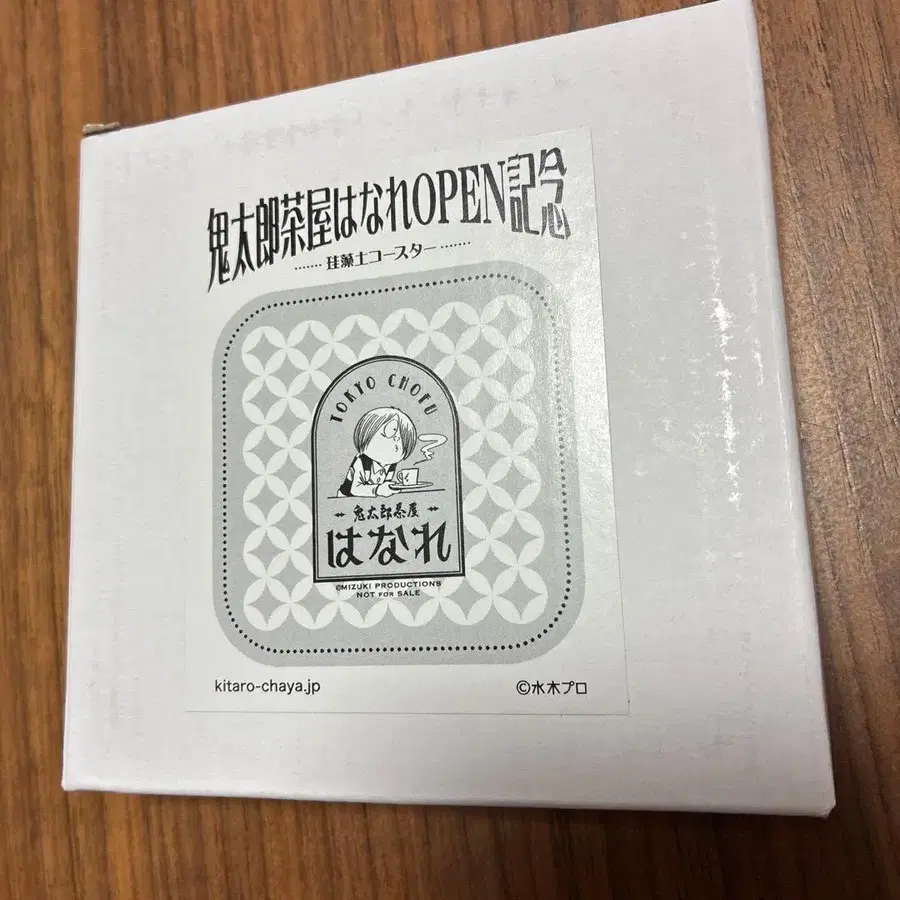 鬼太郎茶屋はなれOPEN記念
······· 珪藻土コースター ·······
TOKYO CHOFU
鬼太郎茶屋
はなれ
©MIZUKI PRODUCTIONS
NOT FOR SALE
kitaro-chaya.jp
©水木プロ